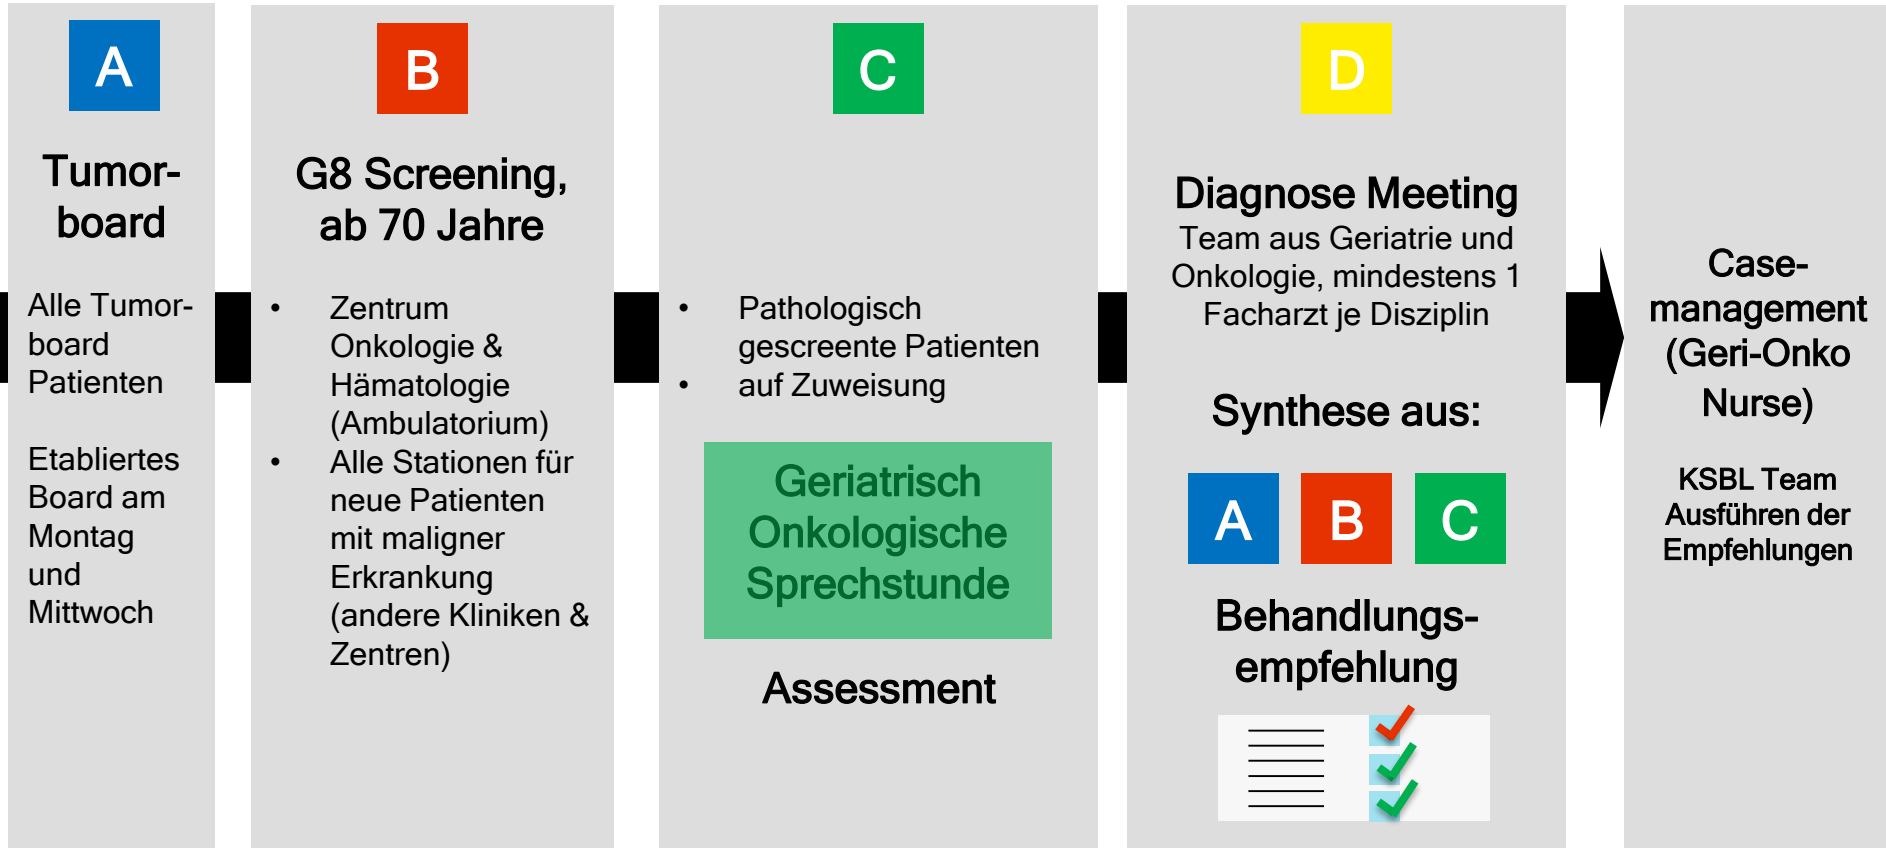 A
Tumor-
board
Alle Tumor-
board
Patienten
Etabliertes
Board am
Montag
und
Mittwoch
B
G8 Screening,
ab 70 Jahre
• Zentrum
Onkologie &
Hämatologie
(Ambulatorium)
• Alle Stationen für
neue Patienten
mit maligner
Erkrankung
(andere Kliniken &
Zentren)
C
• Pathologisch
gescreente Patienten
• auf Zuweisung
Geriatrisch
Onkologische
Sprechstunde
Assessment
D
Diagnose Meeting
Team aus Geriatrie und
Onkologie, mindestens 1
Facharzt je Disziplin
Synthese aus:
A B C
Behandlungs-
empfehlung
Case-
management
(Geri-Onko
Nurse)
KSBL Team
Ausführen der
Empfehlungen